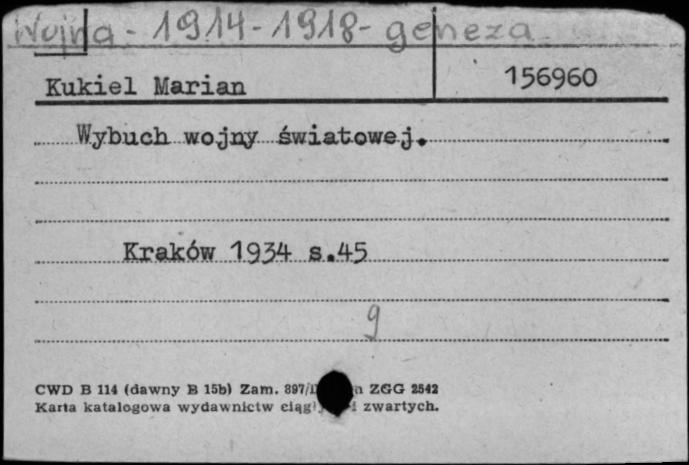 Wojna - 1914-1918- geneza
Kukiel Marian 156960
Wybuch wojny światowej.
Kraków 1934 s.45
9
CWD B 114 (dawny B 15b) Zam. 897/ ZGG 2542
Karta katalogowa wydawnictw i zwartych.